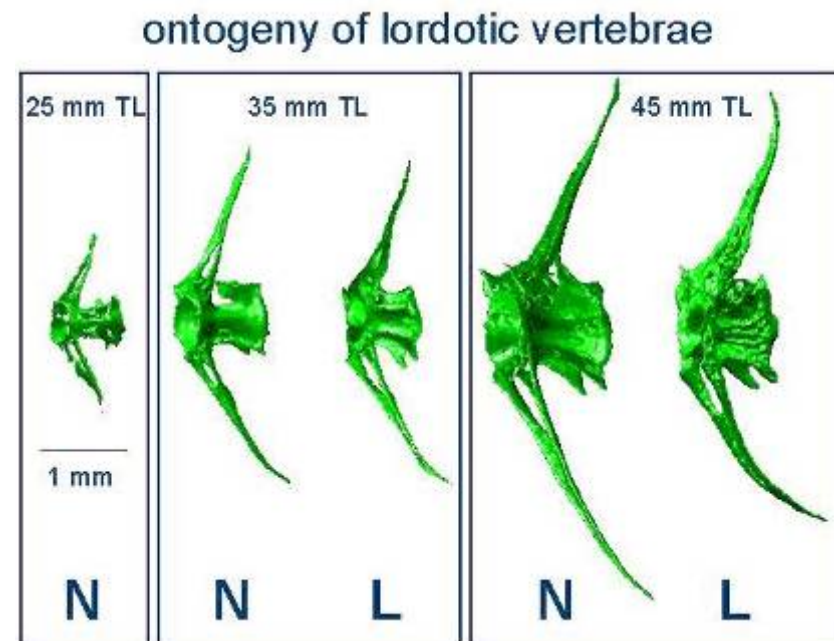 ontogeny of lordotic vertebrae
25 mm TL
35 mm TL
45 mm TL
1 mm
N
N
L
N
L